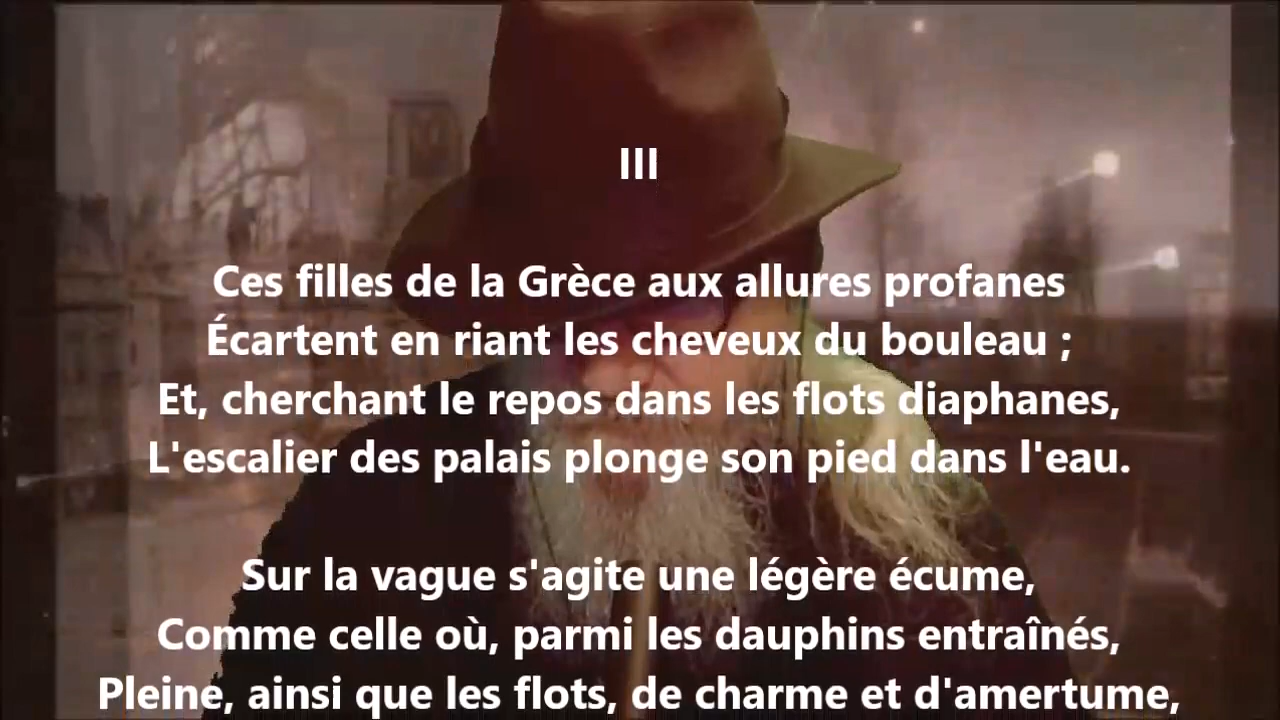 III
Ces filles de la Grèce aux allures profanes
Écartent en riant les cheveux du bouleau ;
Et, cherchant le repos dans les flots diaphanes,
L'escalier des palais plonge son pied dans l'eau.
Sur la vague s'agite une légère écume,
Comme celle où, parmi les dauphins entraînés,
Pleine, ainsi que les flots, de charme et d'amertume,